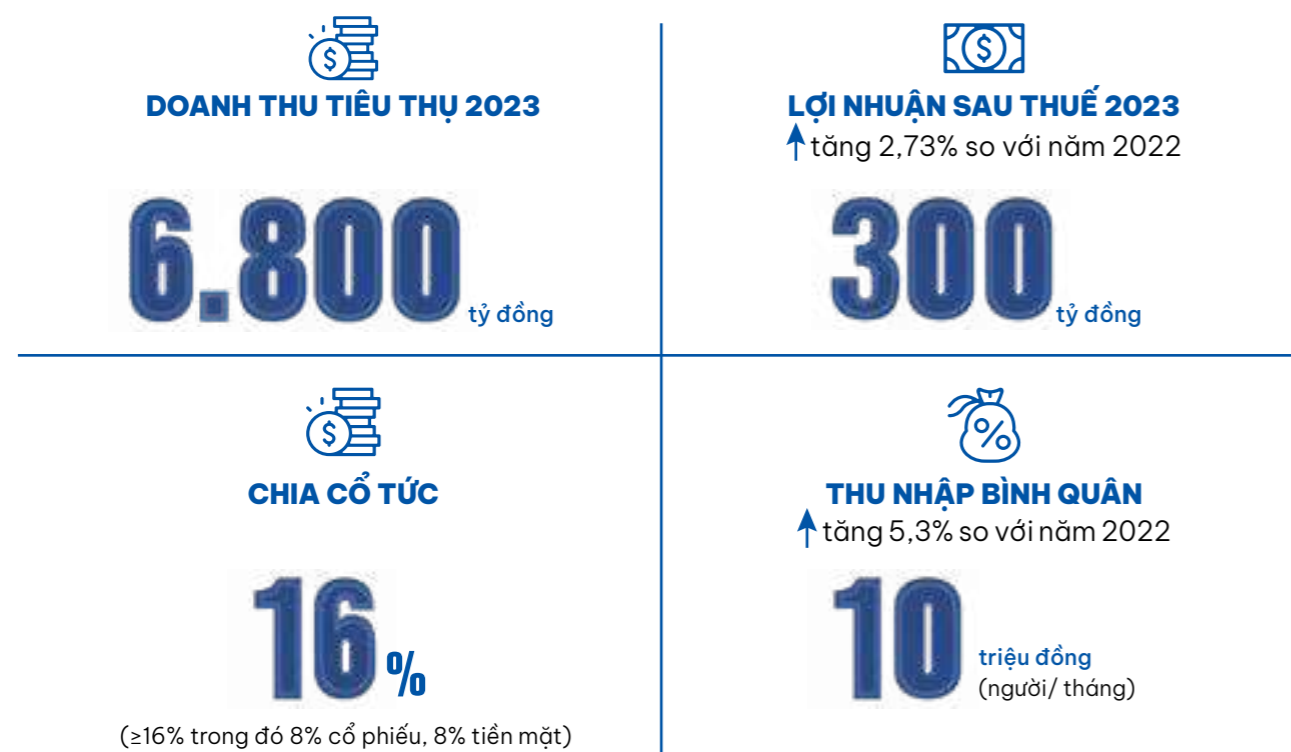 DOANH THU TIÊU THỤ 2023
6.800 tỷ đồng
LỢI NHUẬN SAU THUẾ 2023
tăng 2,73% so với năm 2022
300 tỷ đồng
CHIA CỔ TỨC
16%
(≥16% trong đó 8% cổ phiếu, 8% tiền mặt)
THU NHẬP BÌNH QUÂN
tăng 5,3% so với năm 2022
10 triệu đồng
(người/ tháng)